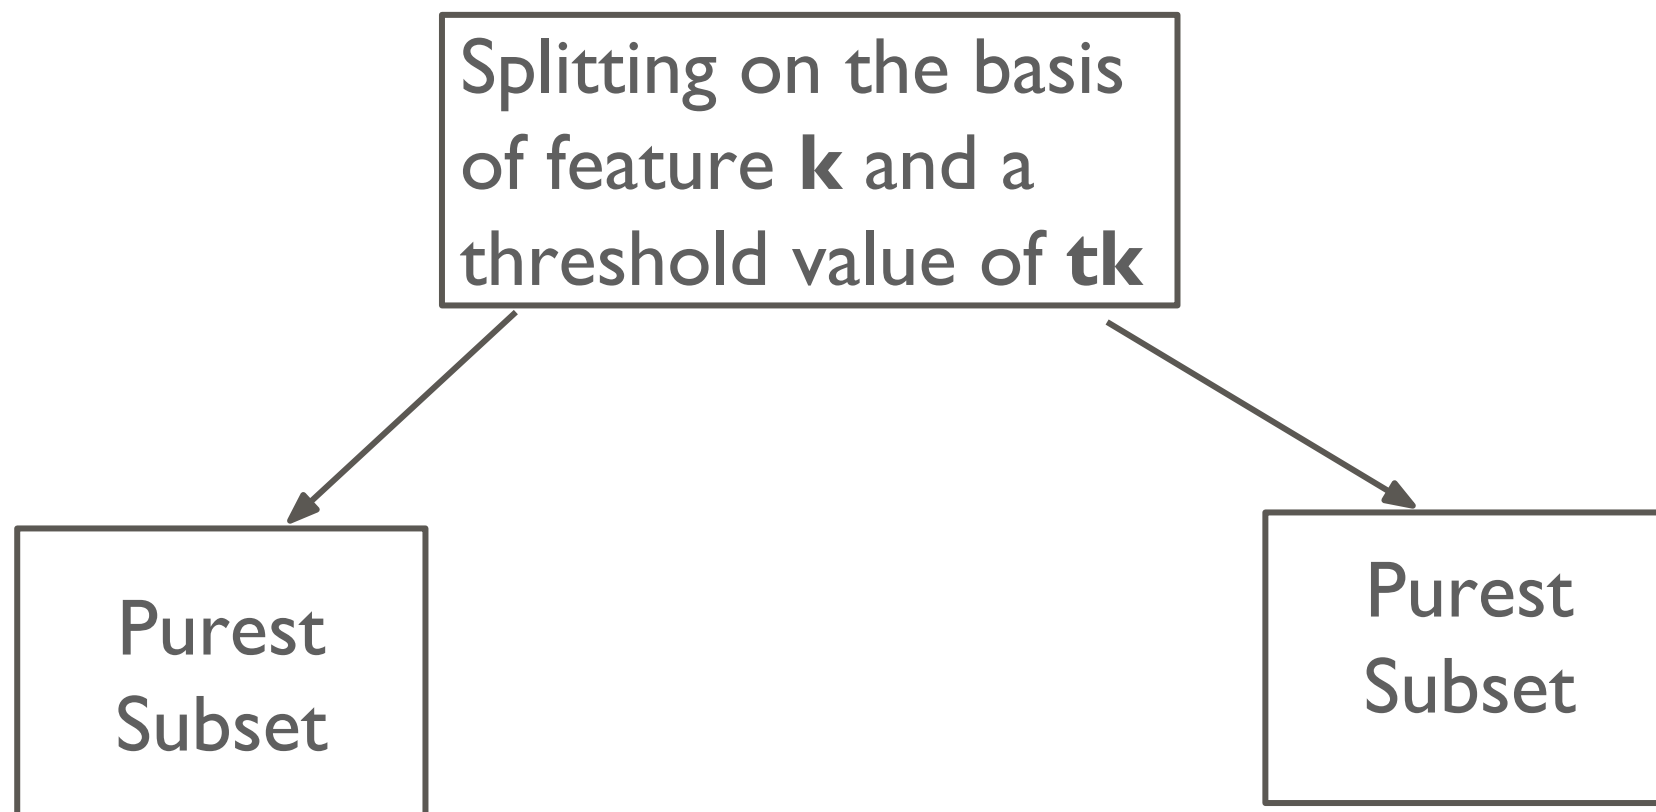 Splitting on the basis
of feature k and a
threshold value of tk
Purest
Subset
Purest
Subset